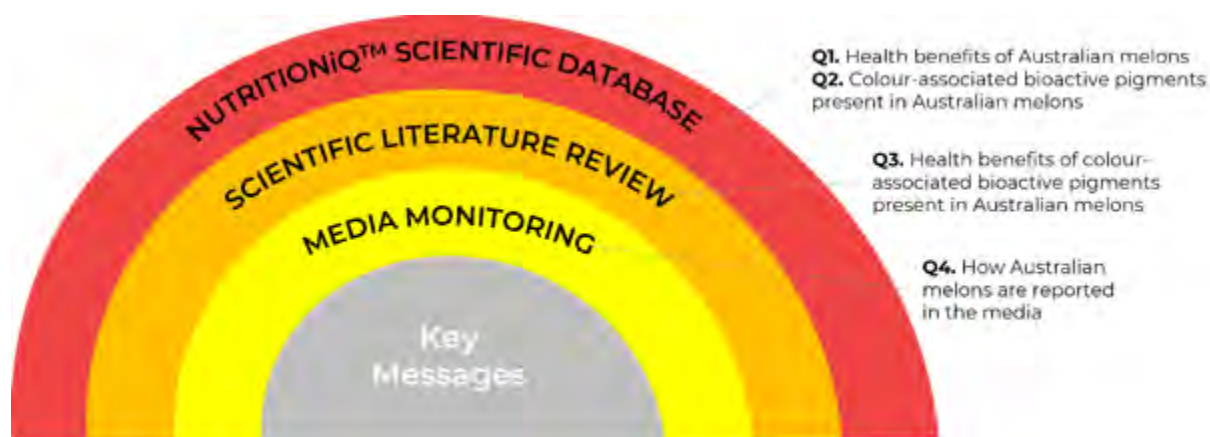 NUTRITIONiQ™ SCIENTIFIC DATABASE
SCIENTIFIC LITERATURE REVIEW
MEDIA MONITORING
Key
Messages
Q1. Health benefits of Australian melons
Q2. Colour-associated bioactive pigments
present in Australian melons
Q3. Health benefits of colour-
associated bioactive pigments
present in Australian melons
Q4. How Australian
melons are reported
in the media